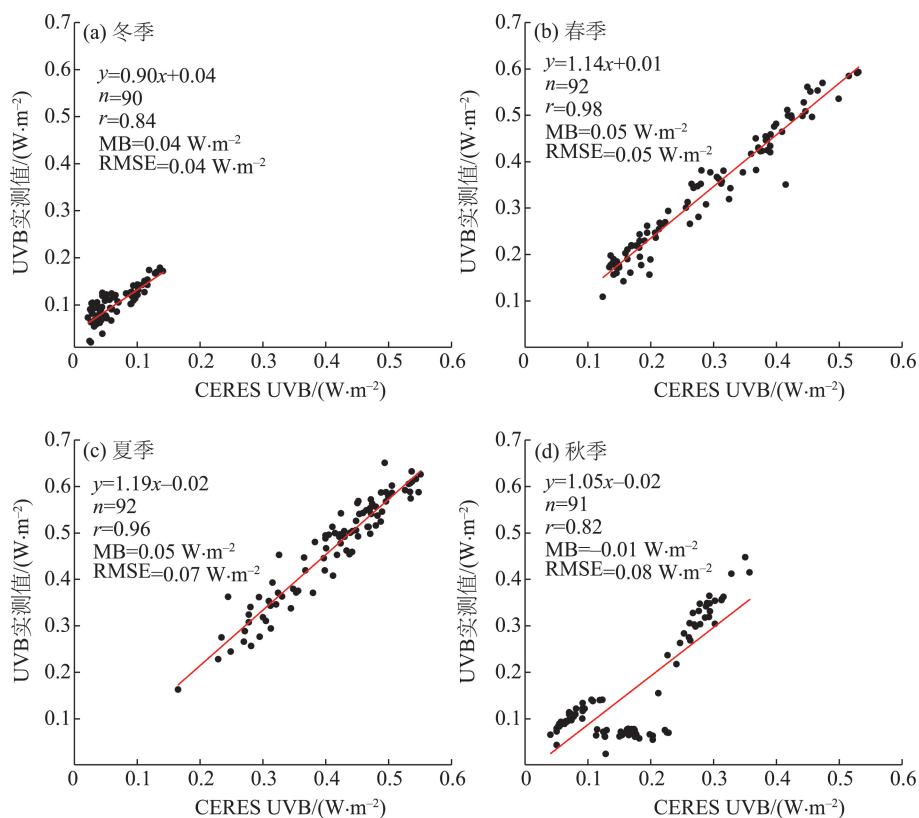 (a) 冬季
y=0.90x+0.04
n=90
r=0.84
MB=0.04 W·m⁻²
RMSE=0.04 W·m⁻²
UVB实测值/(W·m⁻²)
0.7
0.6
0.5
0.4
0.3
0.2
0.1
0 0.1 0.2 0.3 0.4 0.5 0.6
CERES UVB/(W·m⁻²)
(b) 春季
y=1.14x+0.01
n=92
r=0.98
MB=0.05 W·m⁻²
RMSE=0.05 W·m⁻²
UVB实测值/(W·m⁻²)
0.7
0.6
0.5
0.4
0.3
0.2
0.1
0 0.1 0.2 0.3 0.4 0.5 0.6
CERES UVB/(W·m⁻²)
(c) 夏季
y=1.19x–0.02
n=92
r=0.96
MB=0.05 W·m⁻²
RMSE=0.07 W·m⁻²
UVB实测值/(W·m⁻²)
0.7
0.6
0.5
0.4
0.3
0.2
0.1
0 0.1 0.2 0.3 0.4 0.5 0.6
CERES UVB/(W·m⁻²)
(d) 秋季
y=1.05x–0.02
n=91
r=0.82
MB=–0.01 W·m⁻²
RMSE=0.08 W·m⁻²
UVB实测值/(W·m⁻²)
0.7
0.6
0.5
0.4
0.3
0.2
0.1
0 0.1 0.2 0.3 0.4 0.5 0.6
CERES UVB/(W·m⁻²)